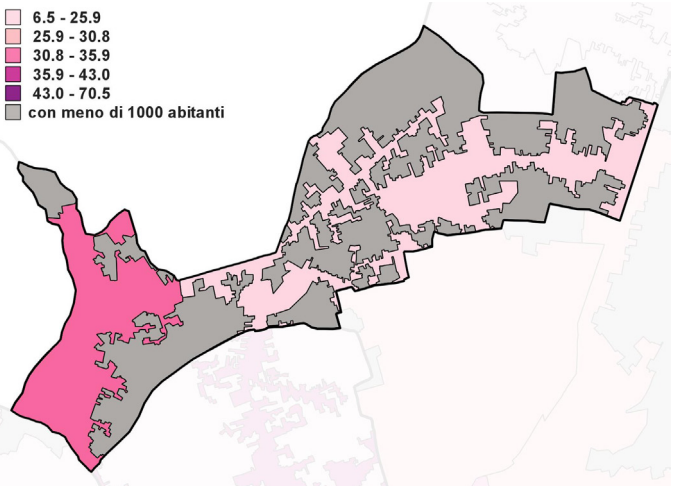 6.5 - 25.9
25.9 - 30.8
30.8 - 35.9
35.9 - 43.0
43.0 - 70.5
con meno di 1000 abitanti